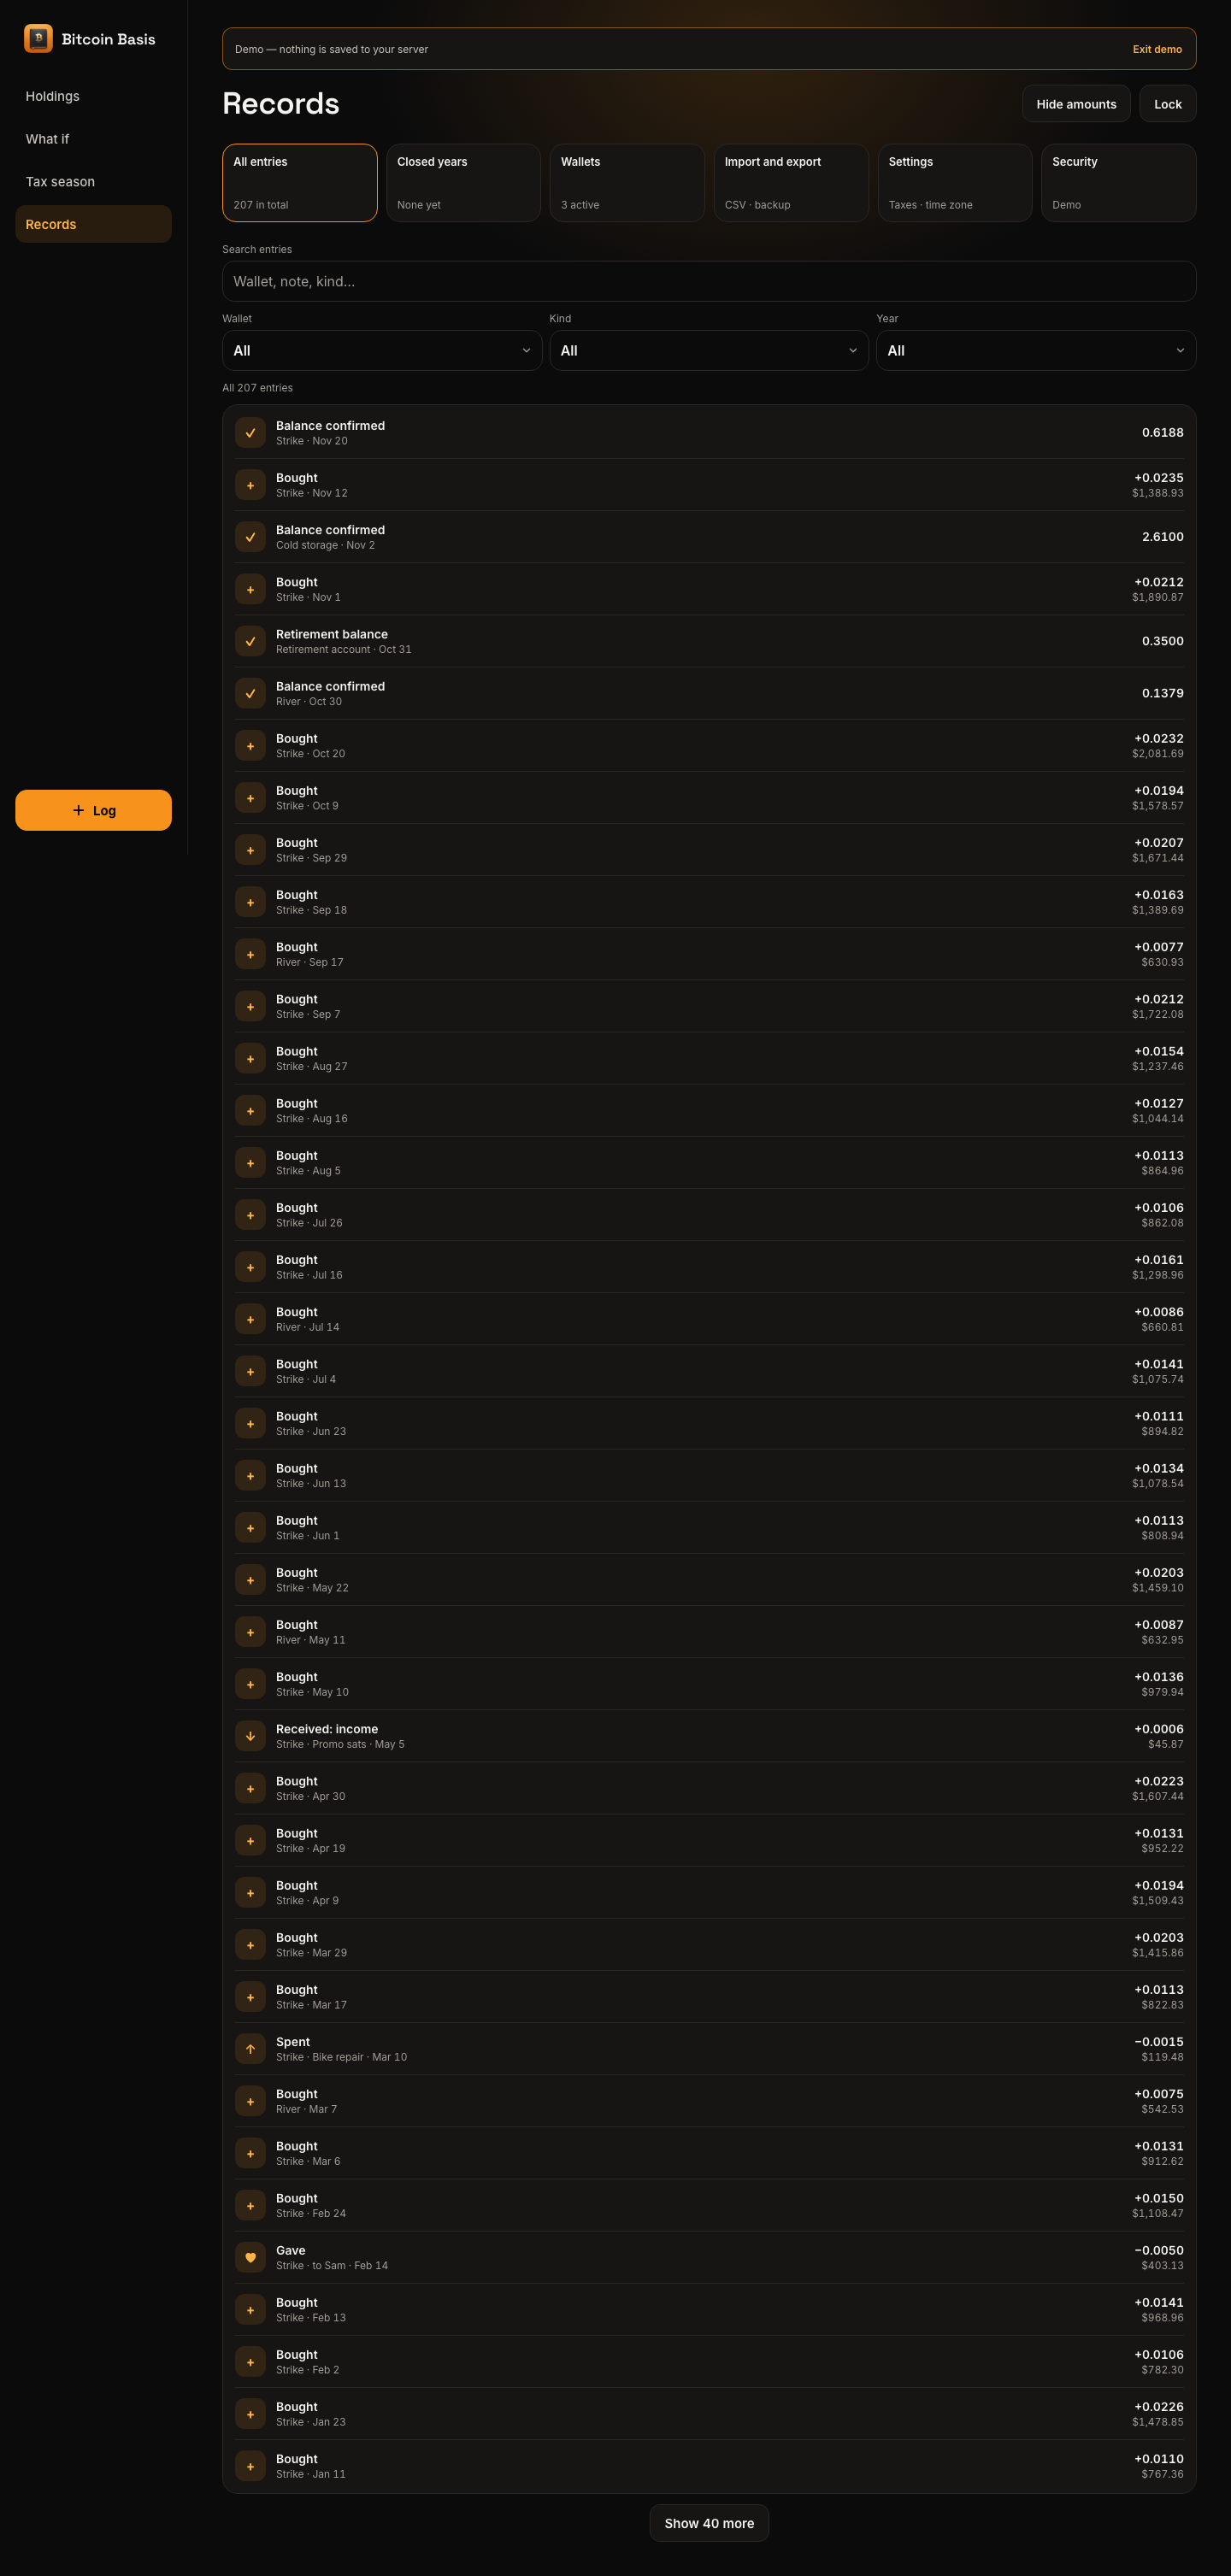 Bitcoin Basis
Holdings
What if
Tax season
Records
+ Log
Demo — nothing is saved to your server
Exit demo
Records
Hide amounts
Lock
All entries
207 in total
Closed years
None yet
Wallets
3 active
Import and export
CSV · backup
Settings
Taxes · time zone
Security
Demo
Search entries
Wallet, note, kind...
Wallet
All
Kind
All
Year
All
All 207 entries
Balance confirmed
Strike · Nov 20
0.6188
Bought
Strike · Nov 12
+0.0235
$1,388.93
Balance confirmed
Cold storage · Nov 2
2.6100
Bought
Strike · Nov 1
+0.0212
$1,890.87
Retirement balance
Retirement account · Oct 31
0.3500
Balance confirmed
River · Oct 30
0.1379
Bought
Strike · Oct 20
+0.0232
$2,081.69
Bought
Strike · Oct 9
+0.0194
$1,578.57
Bought
Strike · Sep 29
+0.0207
$1,671.44
Bought
Strike · Sep 18
+0.0163
$1,389.69
Bought
River · Sep 17
+0.0077
$630.93
Bought
Strike · Sep 7
+0.0212
$1,722.08
Bought
Strike · Aug 27
+0.0154
$1,237.46
Bought
Strike · Aug 16
+0.0127
$1,044.14
Bought
Strike · Aug 5
+0.0113
$864.96
Bought
Strike · Jul 26
+0.0106
$862.08
Bought
Strike · Jul 16
+0.0161
$1,298.96
Bought
River · Jul 14
+0.0086
$660.81
Bought
Strike · Jul 4
+0.0141
$1,075.74
Bought
Strike · Jun 23
+0.0111
$894.82
Bought
Strike · Jun 13
+0.0134
$1,078.54
Bought
Strike · Jun 1
+0.0113
$808.94
Bought
Strike · May 22
+0.0203
$1,459.10
Bought
River · May 11
+0.0087
$632.95
Bought
Strike · May 10
+0.0136
$979.94
Received: income
Strike · Promo sats · May 5
+0.0006
$45.87
Bought
Strike · Apr 30
+0.0223
$1,607.44
Bought
Strike · Apr 19
+0.0131
$952.22
Bought
Strike · Apr 9
+0.0194
$1,509.43
Bought
Strike · Mar 29
+0.0203
$1,415.86
Bought
Strike · Mar 17
+0.0113
$822.83
Spent
Strike · Bike repair · Mar 10
−0.0015
$119.48
Bought
River · Mar 7
+0.0075
$542.53
Bought
Strike · Mar 6
+0.0131
$912.62
Bought
Strike · Feb 24
+0.0150
$1,108.47
Gave
Strike · to Sam · Feb 14
−0.0050
$403.13
Bought
Strike · Feb 13
+0.0141
$968.96
Bought
Strike · Feb 2
+0.0106
$782.30
Bought
Strike · Jan 23
+0.0226
$1,478.85
Bought
Strike · Jan 11
+0.0110
$767.36
Show 40 more